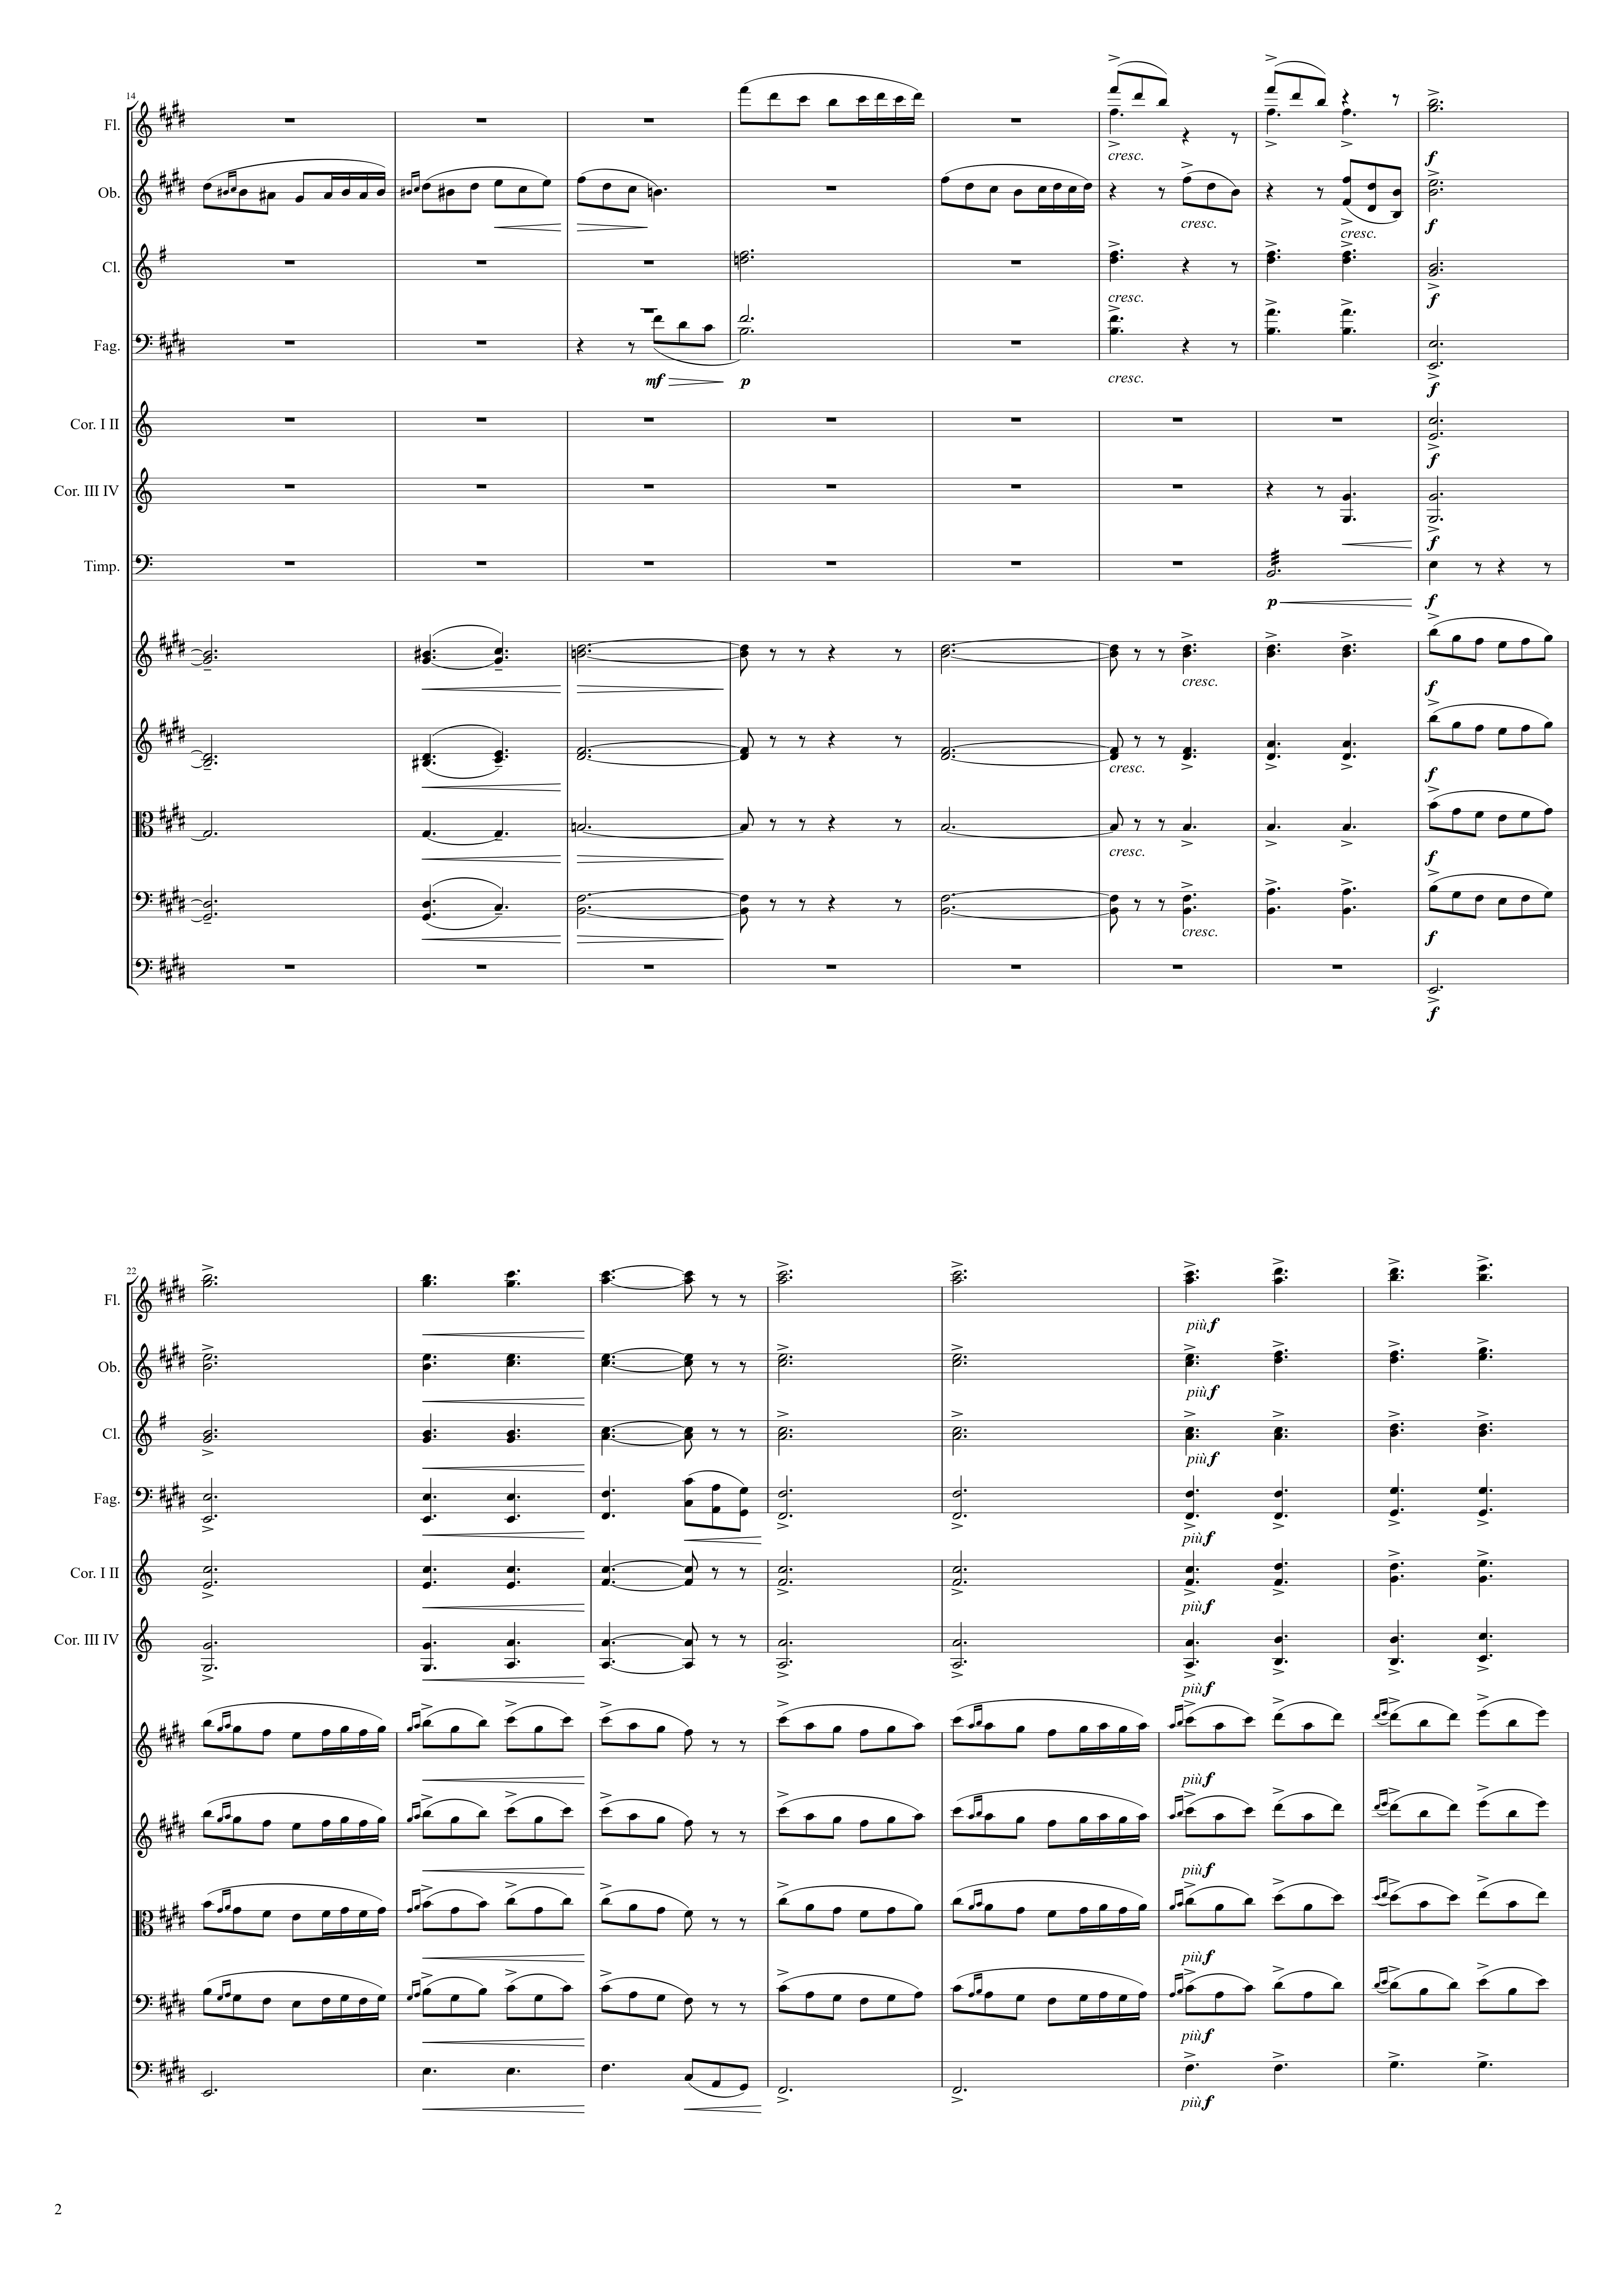 14
Fl.
cresc.
f
Ob.
cresc.
cresc.
f
Cl.
cresc.
f
Fag.
mf
p
cresc.
f
Cor. I II
f
Cor. III IV
f
Timp.
p
f
cresc.
f
cresc.
f
cresc.
f
cresc.
f
f
22
Fl.
più f
Ob.
più f
Cl.
più f
Fag.
più f
Cor. I II
più f
Cor. III IV
più f
più f
più f
più f
più f
più f
2